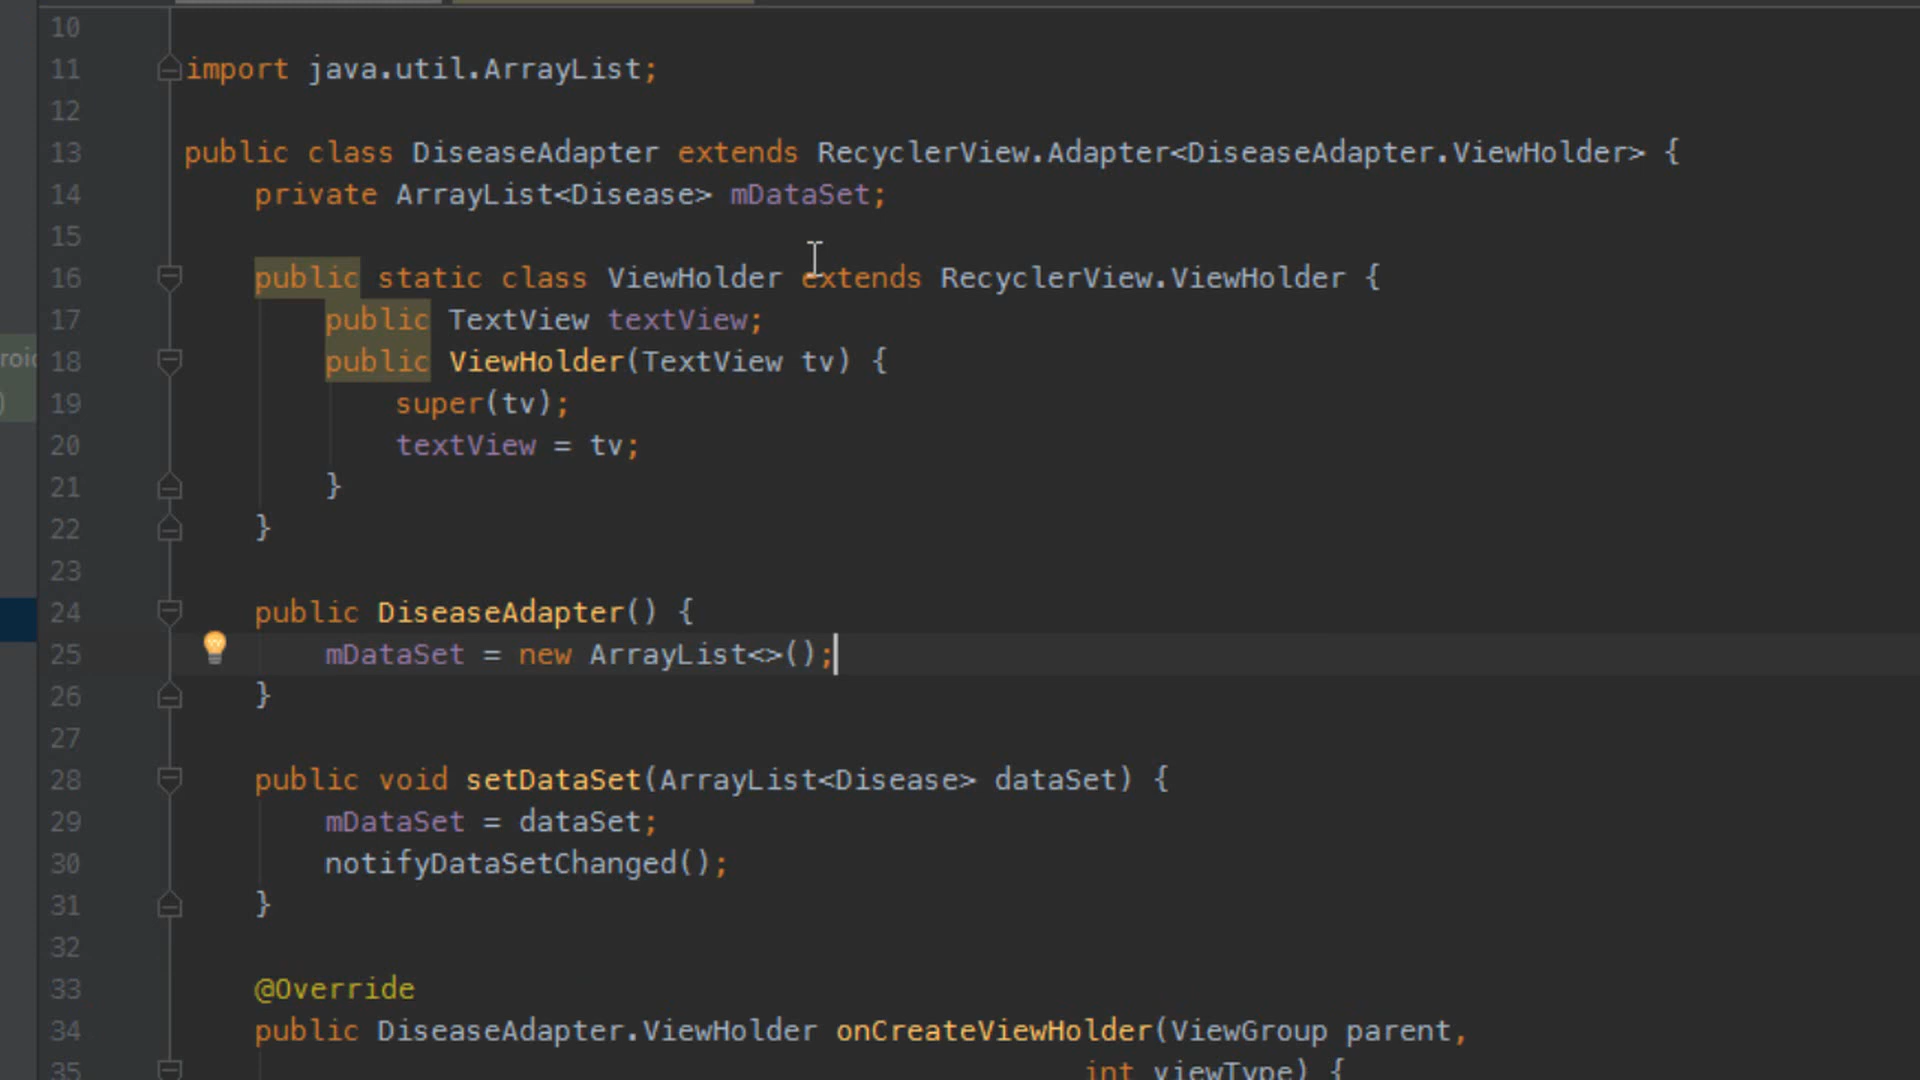 10
11 import java.util.ArrayList;
12
13 public class DiseaseAdapter extends RecyclerView.Adapter<DiseaseAdapter.ViewHolder> {
14 private ArrayList<Disease> mDataSet;
15
16 public static class ViewHolder extends RecyclerView.ViewHolder {
17 public TextView textView;
18 public ViewHolder(TextView tv) {
19 super(tv);
20 textView = tv;
21 }
22 }
23
24 public DiseaseAdapter() {
25 mDataSet = new ArrayList<>();
26 }
27
28 public void setDataSet(ArrayList<Disease> dataSet) {
29 mDataSet = dataSet;
30 notifyDataSetChanged();
31 }
32
33 @Override
34 public DiseaseAdapter.ViewHolder onCreateViewHolder(ViewGroup parent,
35 int viewType) {